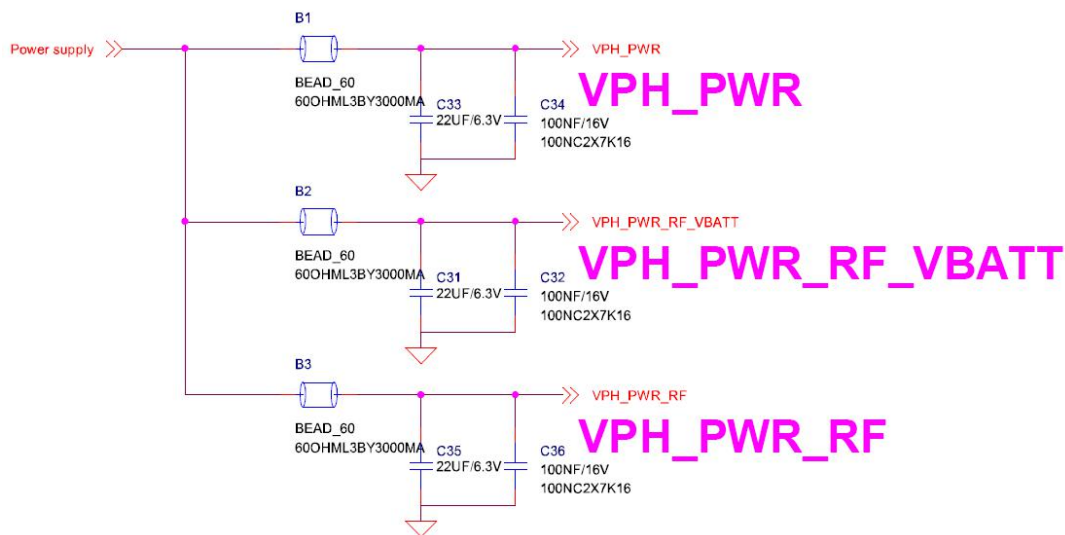 B1
Power supply
VPH_PWR
BEAD_60
60OHML3BY3000MA
C33
22UF/6.3V
C34
100NF/16V
100NC2X7K16
VPH_PWR
B2
VPH_PWR_RF_VBATT
BEAD_60
60OHML3BY3000MA
C31
22UF/6.3V
C32
100NF/16V
100NC2X7K16
VPH_PWR_RF_VBATT
B3
VPH_PWR_RF
BEAD_60
60OHML3BY3000MA
C35
22UF/6.3V
C36
100NF/16V
100NC2X7K16
VPH_PWR_RF